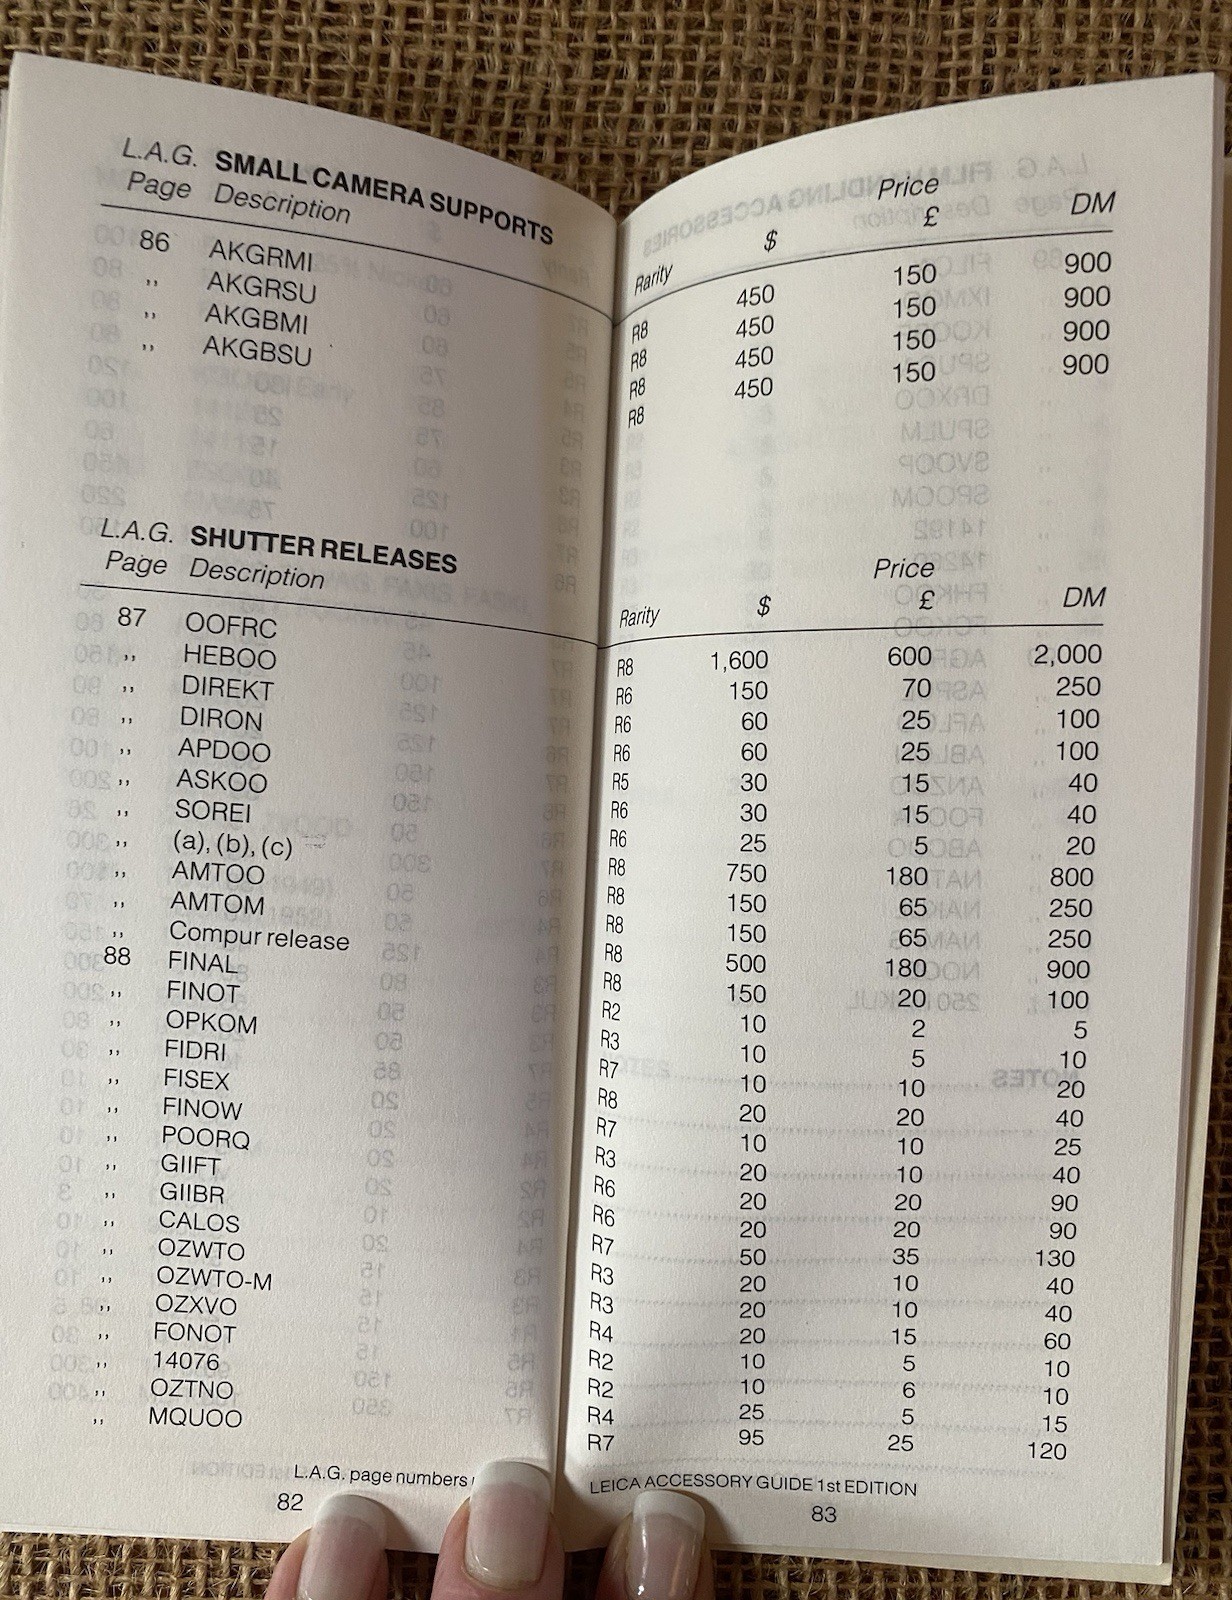 L.A.G. SMALL CAMERA SUPPORTS
Page Description
86 AKGRMI
,, AKGRSU
,, AKGBMI
,, AKGBSU
L.A.G. SHUTTER RELEASES
Page Description
87 OOFRC
,, HEBOO
,, DIREKT
,, DIRON
,, APDOO
,, ASKOO
,, SOREI
,, (a), (b), (c)
,, AMTOO
,, AMTOM
,, Compur release
88 FINAL
,, FINOT
,, OPKOM
,, FIDRI
,, FISEX
,, FINOW
,, POORQ
,, GIIFT
,, GIIBR
,, CALOS
,, OZWTO
,, OZWTO-M
,, OZXVO
,, FONOT
,, 14076
,, OZTNO
,, MQUOO
L.A.G. page numbers
82
Price
Rarity $ £ DM
R8 450 150 900
R8 450 150 900
R8 450 150 900
R8 450 150 900
Price
Rarity $ £ DM
R8 1,600 600 2,000
R6 150 70 250
R6 60 25 100
R6 60 25 100
R5 30 15 40
R6 30 15 40
R6 25 5 20
R8 750 180 800
R8 150 65 250
R8 150 65 250
R8 500 180 900
R8 150 20 100
R2 10 2 5
R3 10 5 10
R7 10 10 20
R8 20 20 40
R7 10 10 25
R3 20 10 40
R6 20 20 90
R6 20 20 90
R7 50 35 130
R3 20 10 40
R3 20 10 40
R4 20 15 60
R2 10 5 10
R2 10 6 10
R4 25 5 15
R7 95 25 120
LEICA ACCESSORY GUIDE 1st EDITION
83